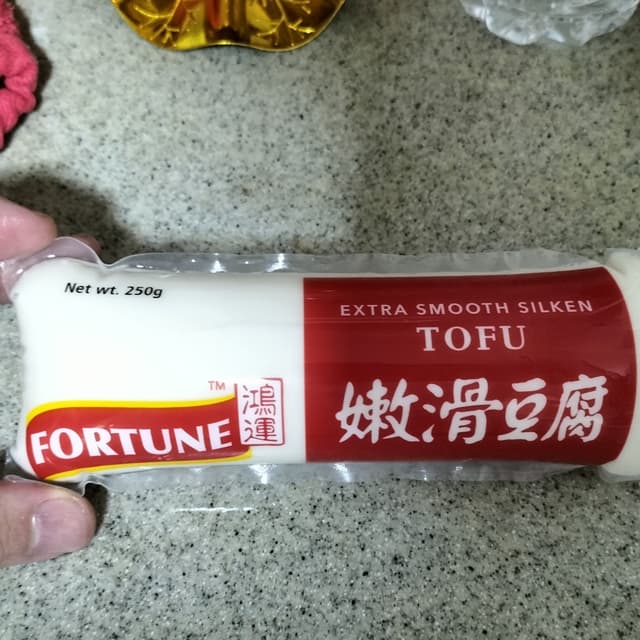 Net wt. 250g
EXTRA SMOOTH SILKEN
TOFU
嫩滑豆腐
TM
FORTUNE
鴻運